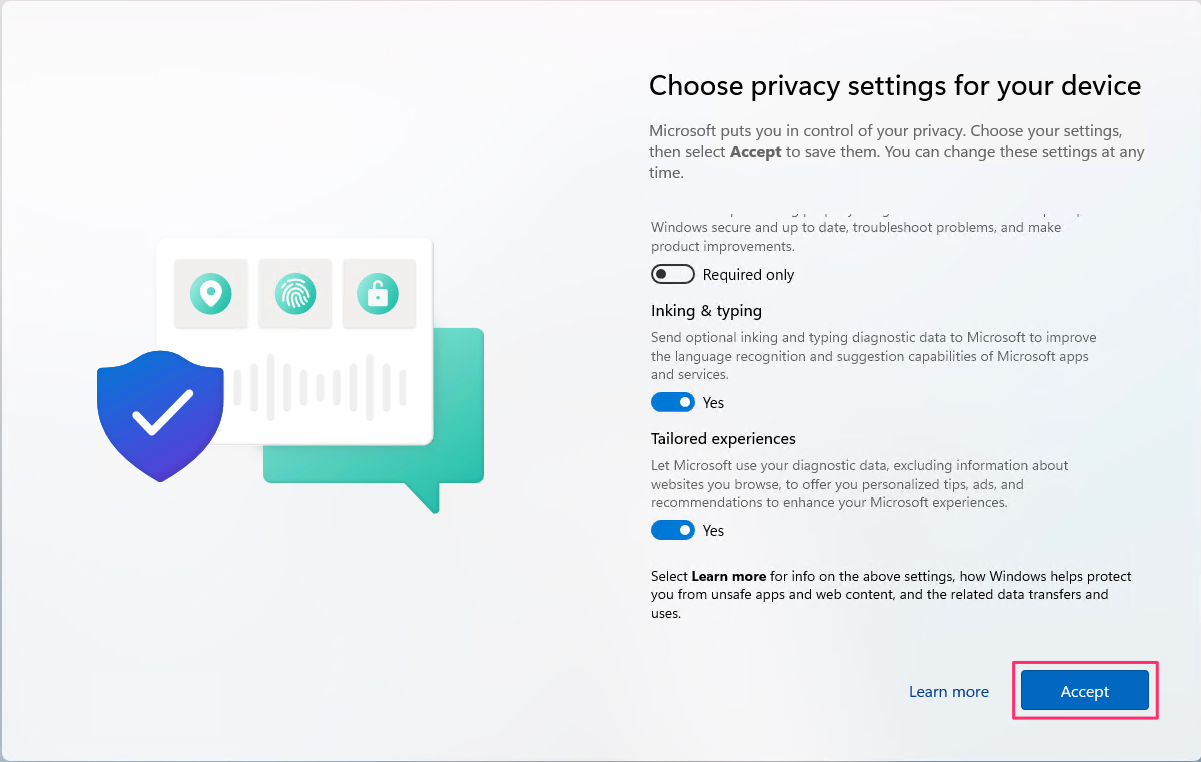 Choose privacy settings for your device
Microsoft puts you in control of your privacy. Choose your settings,
then select Accept to save them. You can change these settings at any
time.
Windows secure and up to date, troubleshoot problems, and make
product improvements.
Required only
Inking & typing
Send optional inking and typing diagnostic data to Microsoft to improve
the language recognition and suggestion capabilities of Microsoft apps
and services.
Yes
Tailored experiences
Let Microsoft use your diagnostic data, excluding information about
websites you browse, to offer you personalized tips, ads, and
recommendations to enhance your Microsoft experiences.
Yes
Select Learn more for info on the above settings, how Windows helps protect
you from unsafe apps and web content, and the related data transfers and
uses.
Learn more
Accept